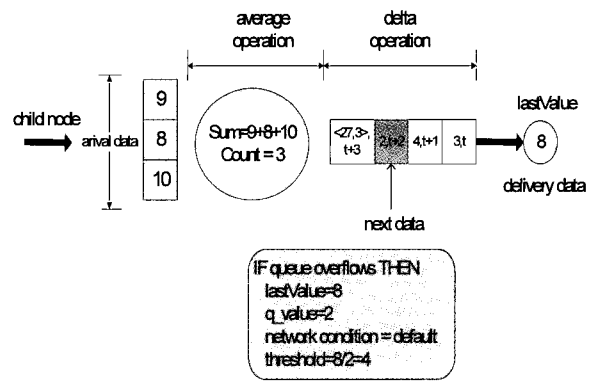 average operation
delta operation
child node
arival data
9
8
10
Sum=9+8+10
Count = 3
<27,3>, t+3
2,t+2
4,t+1
3,t
lastValue
8
delivery data
next data
IF queue overflows THEN
lastValue=8
q_value=2
network condition = default
threshold=8/2=4